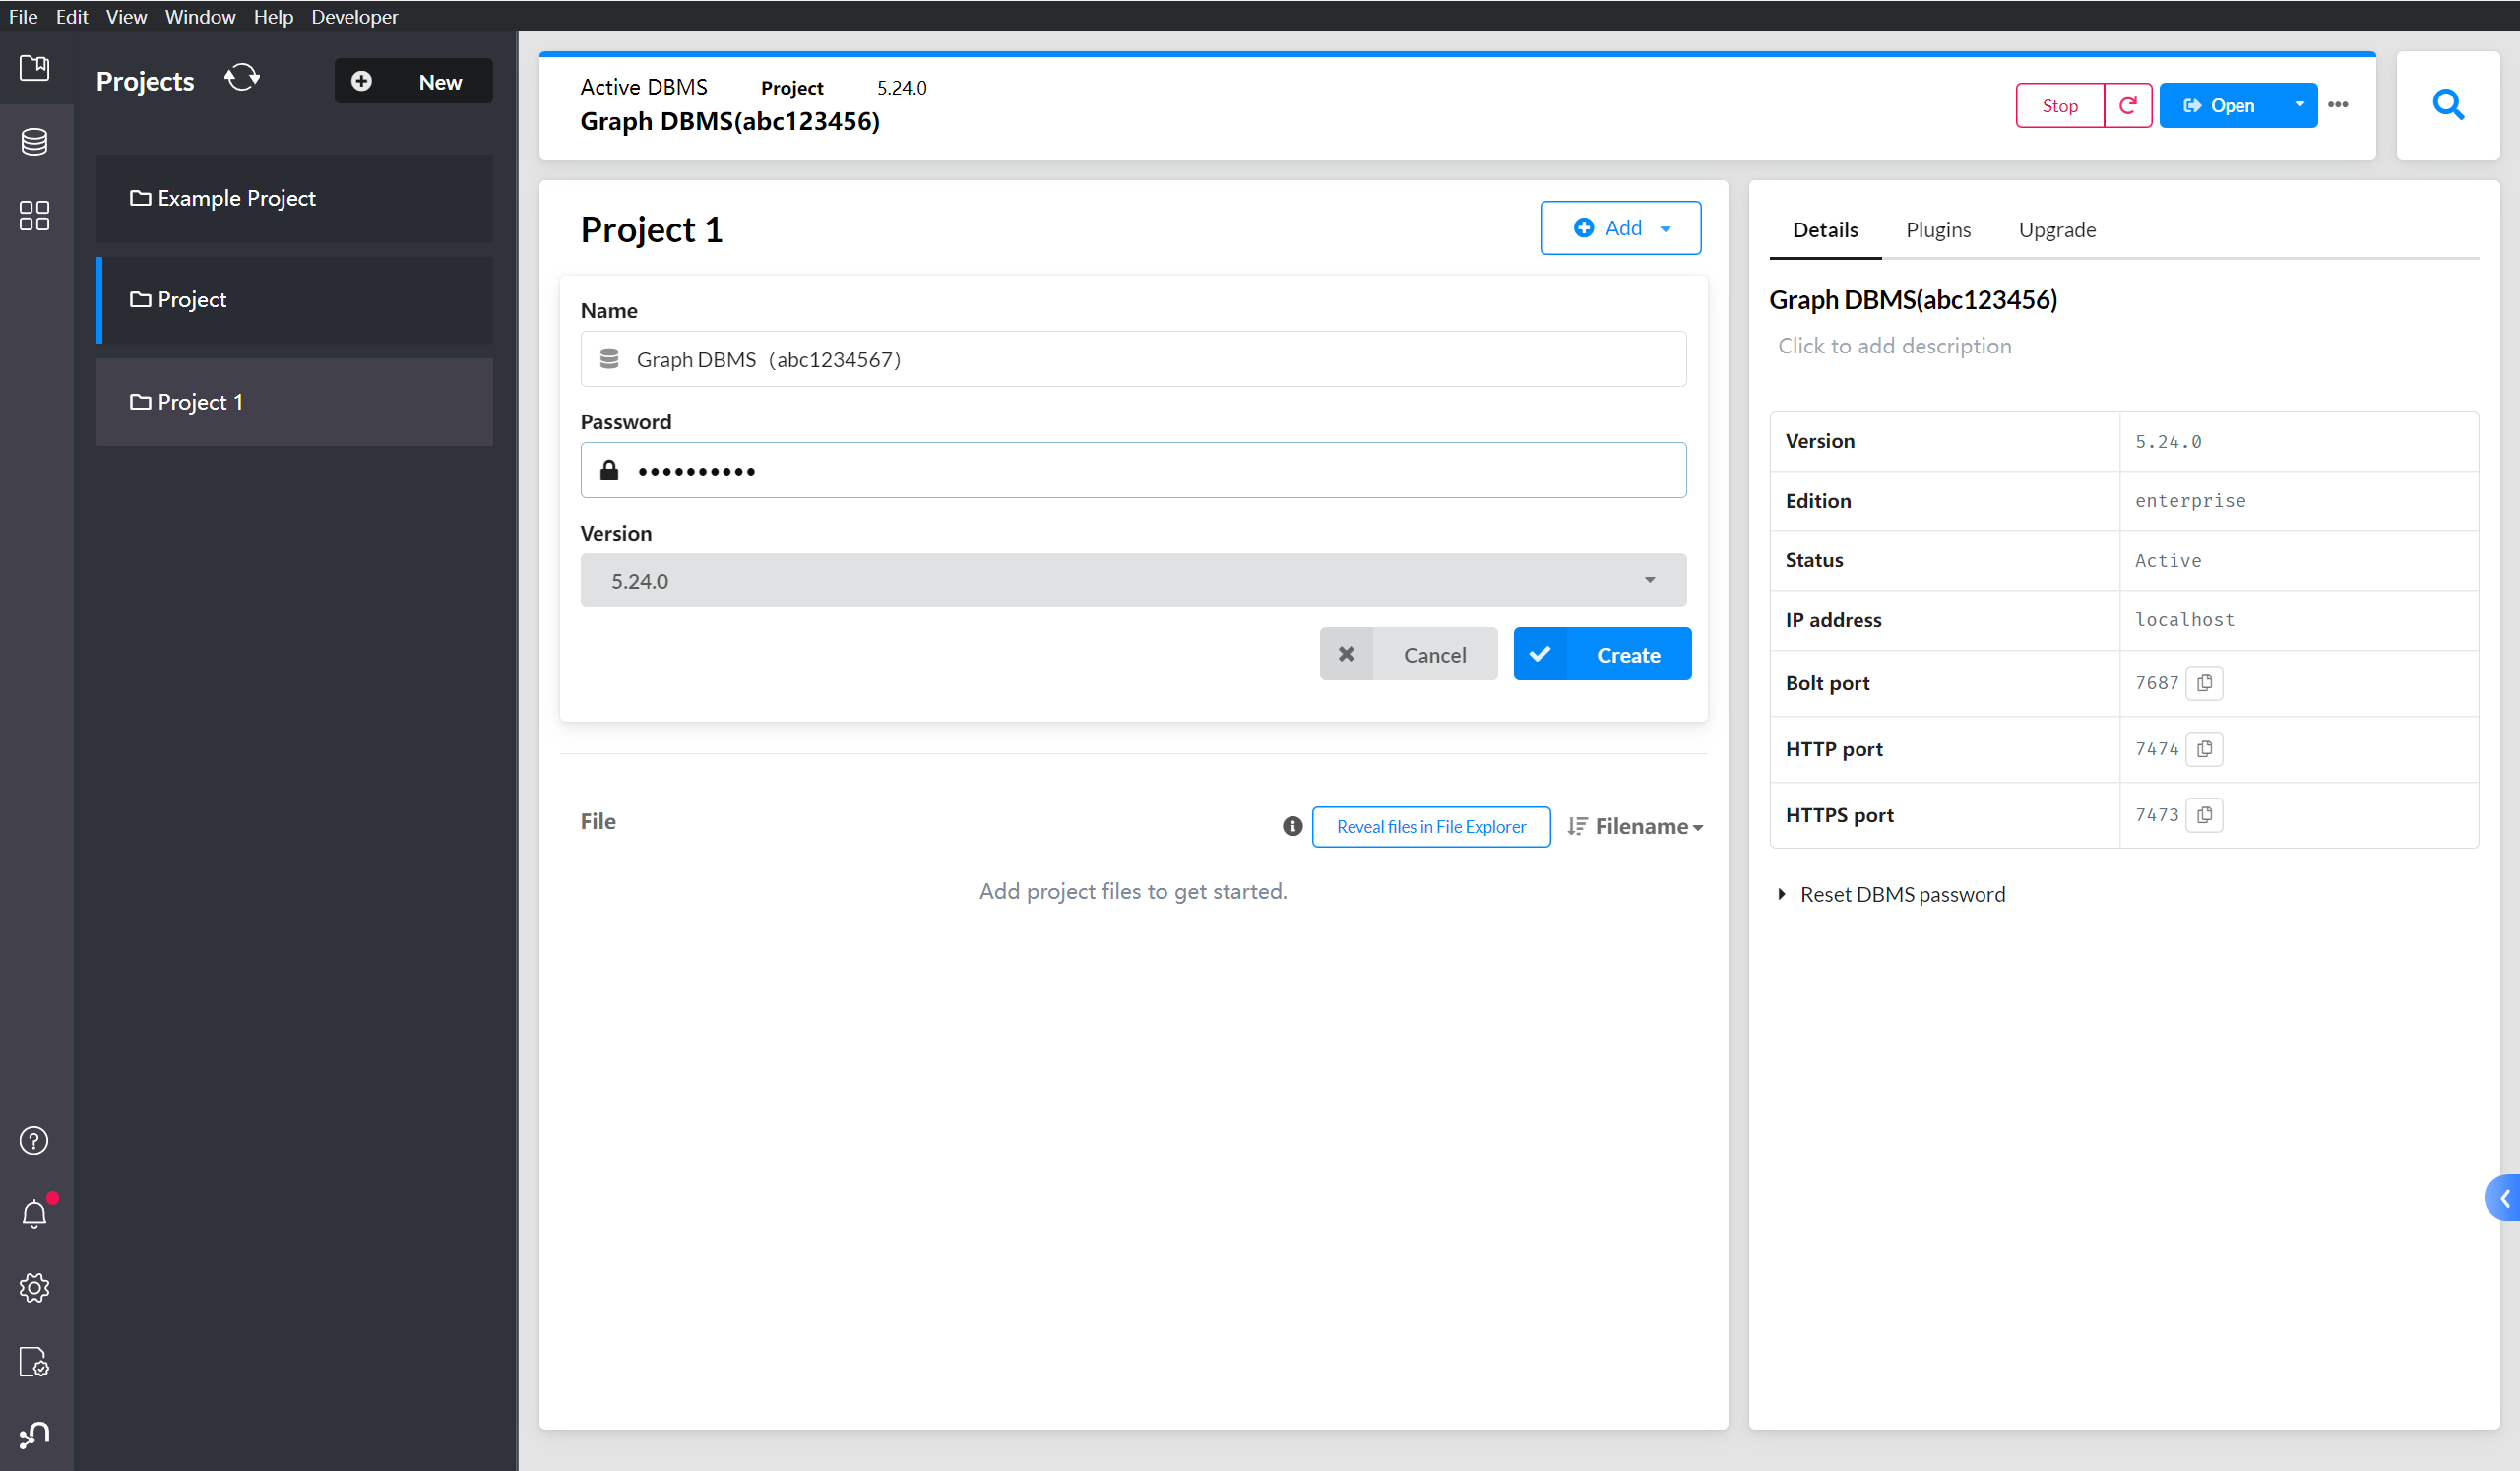 File Edit View Window Help Developer
Projects
New
Example Project
Project
Project 1
Active DBMS Project 5.24.0
Graph DBMS(abc123456)
Stop
Open
Project 1
Add
Name
Graph DBMS（abc1234567）
Password
••••••••••
Version
5.24.0
Cancel
Create
File
Reveal files in File Explorer
Filename
Add project files to get started.
Details Plugins Upgrade
Graph DBMS(abc123456)
Click to add description
Version 5.24.0
Edition enterprise
Status Active
IP address localhost
Bolt port 7687
HTTP port 7474
HTTPS port 7473
Reset DBMS password